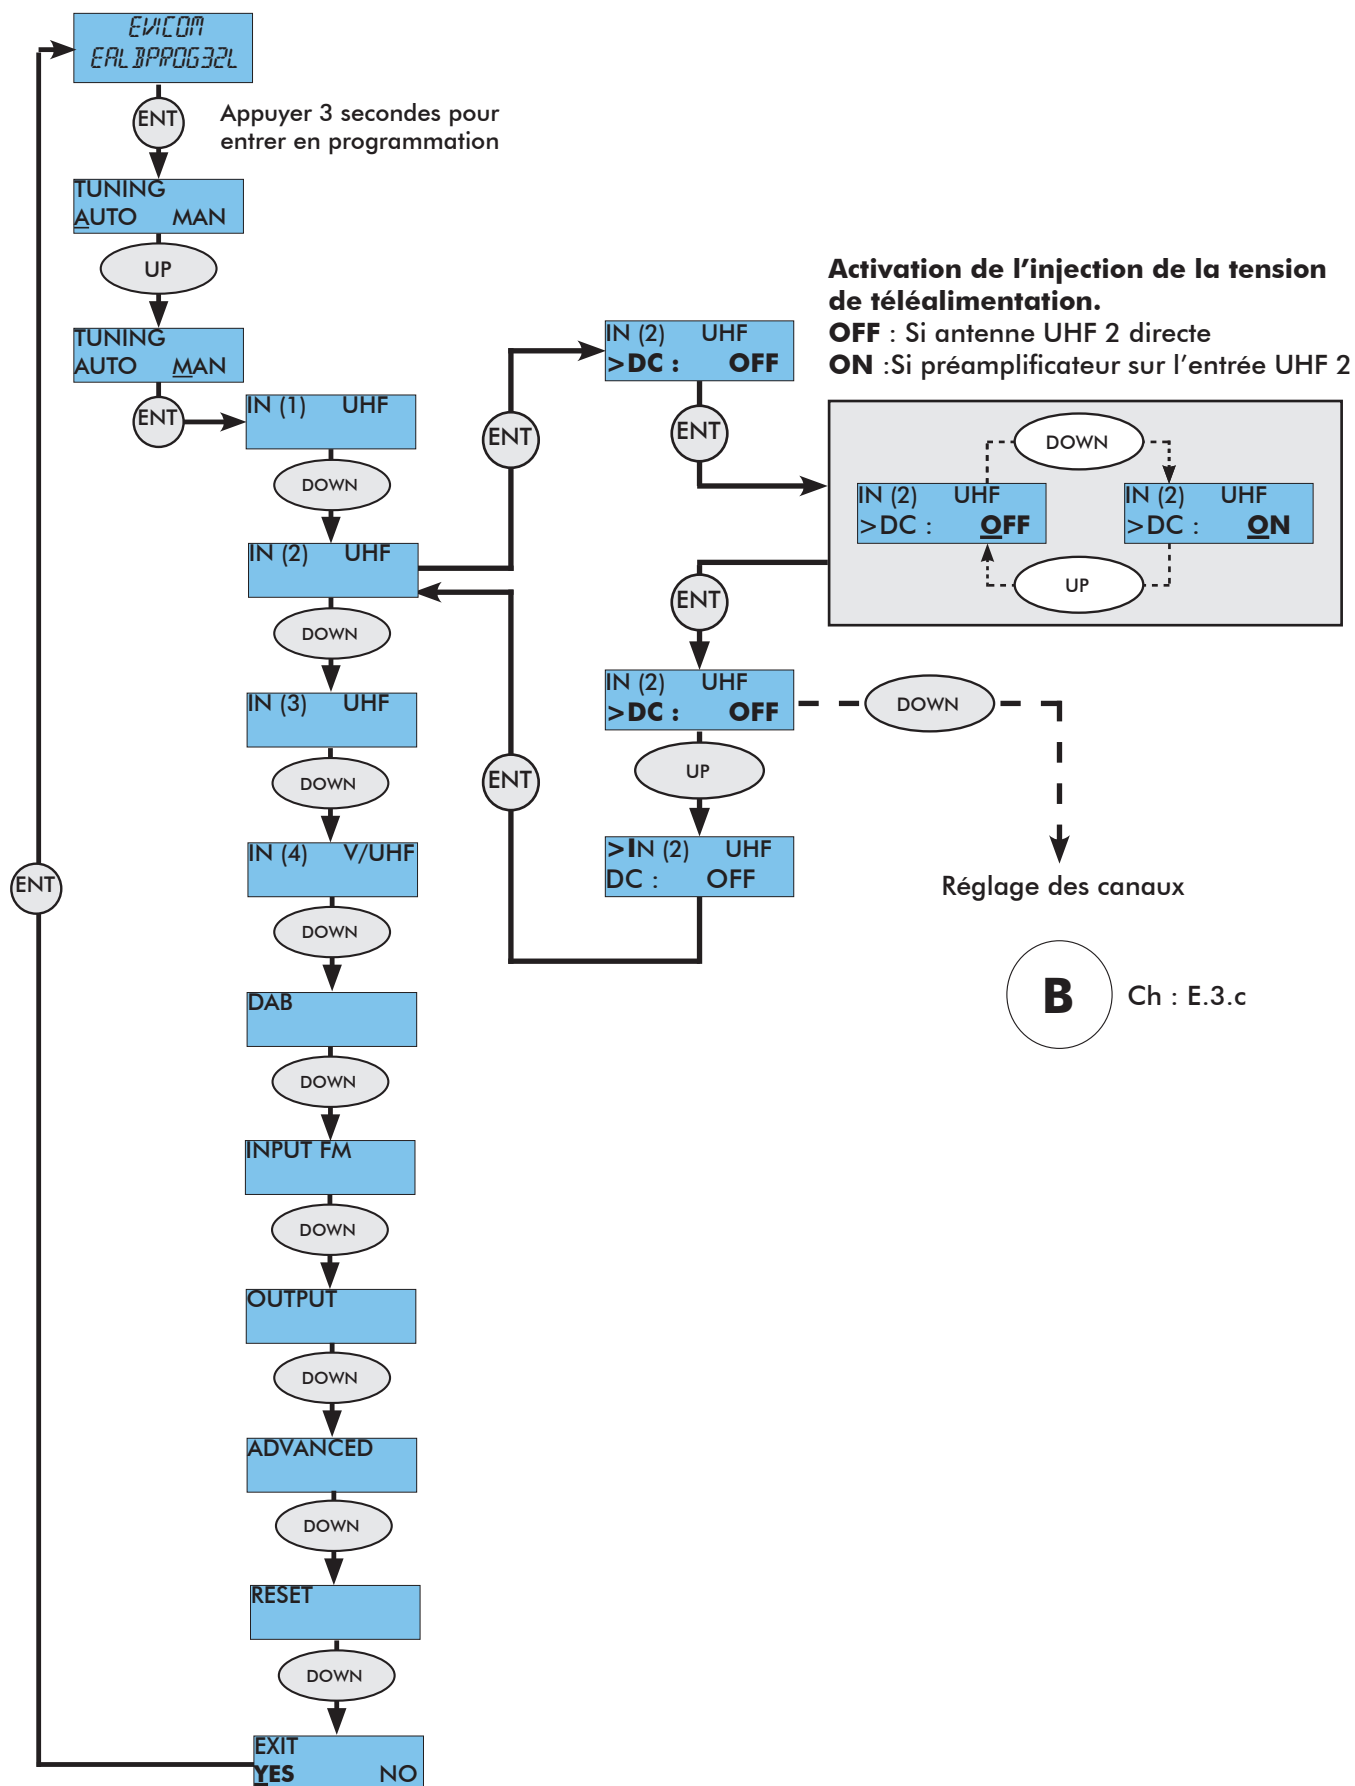 EVICOM
EALBPROG32L
ENT
Appuyer 3 secondes pour
entrer en programmation
TUNING
AUTO MAN
UP
TUNING
AUTO MAN
ENT
IN (1) UHF
DOWN
IN (2) UHF
DOWN
IN (3) UHF
DOWN
IN (4) V/UHF
DOWN
DAB
DOWN
INPUT FM
DOWN
OUTPUT
DOWN
ADVANCED
DOWN
RESET
DOWN
EXIT
YES NO
ENT
ENT
ENT
IN (2) UHF
>DC : OFF
ENT
Activation de l’injection de la tension
de téléalimentation.
OFF : Si antenne UHF 2 directe
ON :Si préamplificateur sur l’entrée UHF 2
DOWN
IN (2) UHF
>DC : OFF
IN (2) UHF
>DC : ON
UP
ENT
IN (2) UHF
>DC : OFF
DOWN
UP
>IN (2) UHF
DC : OFF
Réglage des canaux
B Ch : E.3.c